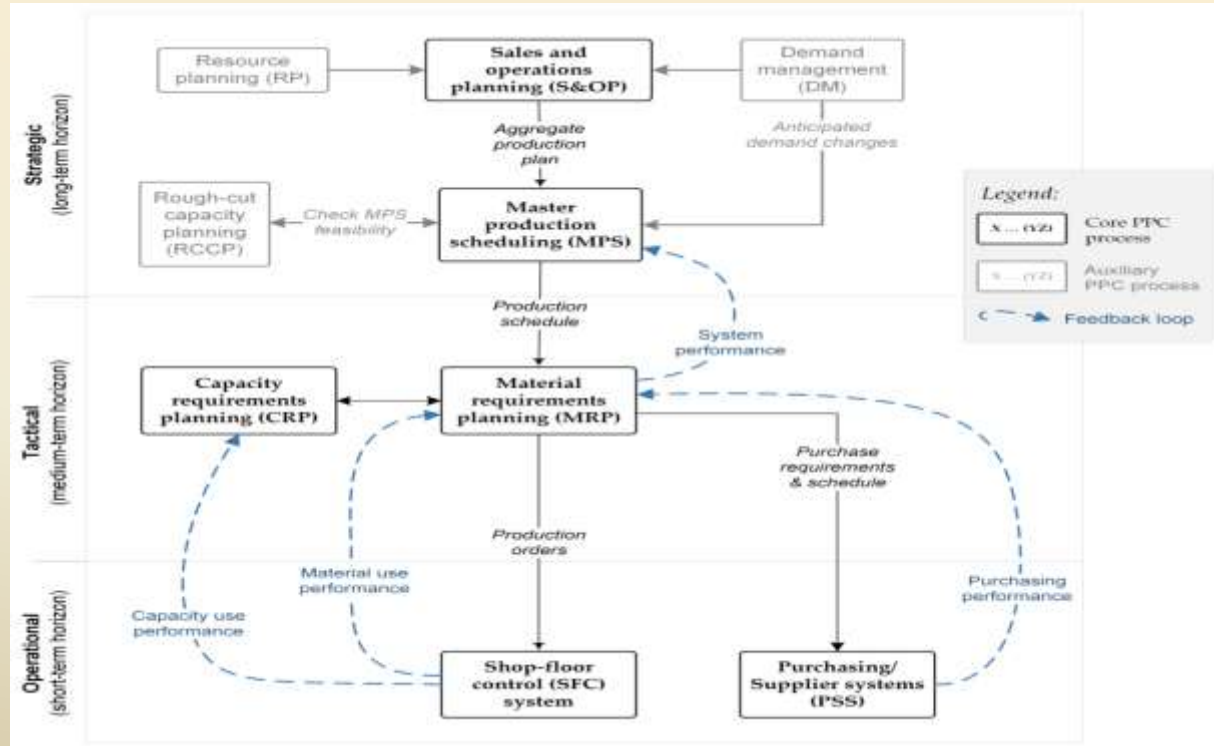 Resource
planning (RP)
Sales and
operations
planning (S&OP)
Demand
management
(DM)
Aggregate
production
plan
Anticipated
demand changes
Strategic
(long-term horizon)
Rough-cut
capacity
planning
(RCCP)
Check MPS
feasibility
Master
production
scheduling (MPS)
Legend:
X ... (YZ)
Core PPC
process
X ... (YZ)
Auxiliary
PPC process
Feedback loop
Production
schedule
System
performance
Tactical
(medium-term horizon)
Capacity
requirements
planning (CRP)
Material
requirements
planning (MRP)
Purchase
requirements
& schedule
Production
orders
Operational
(short-term horizon)
Capacity use
performance
Material use
performance
Purchasing
performance
Shop-floor
control (SFC)
system
Purchasing/
Supplier systems
(PSS)